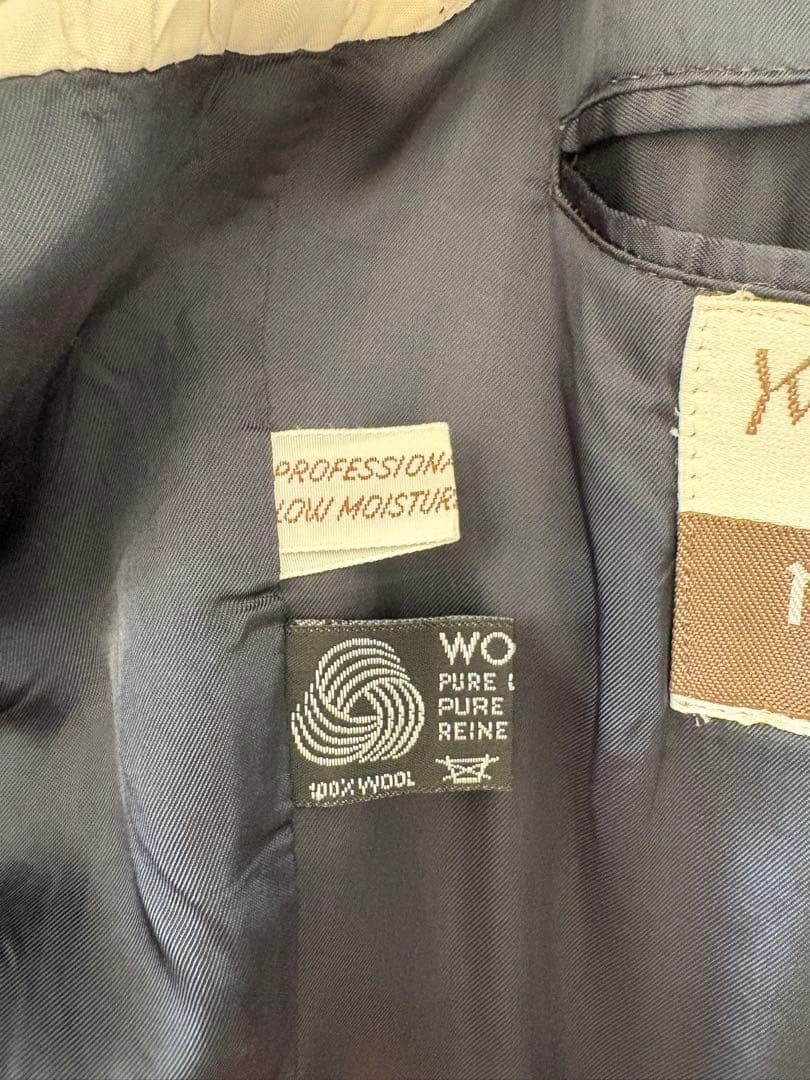 PROFESSIONA
LOW MOISTUR
WO
PURE
PURE
REINE
100% WOOL